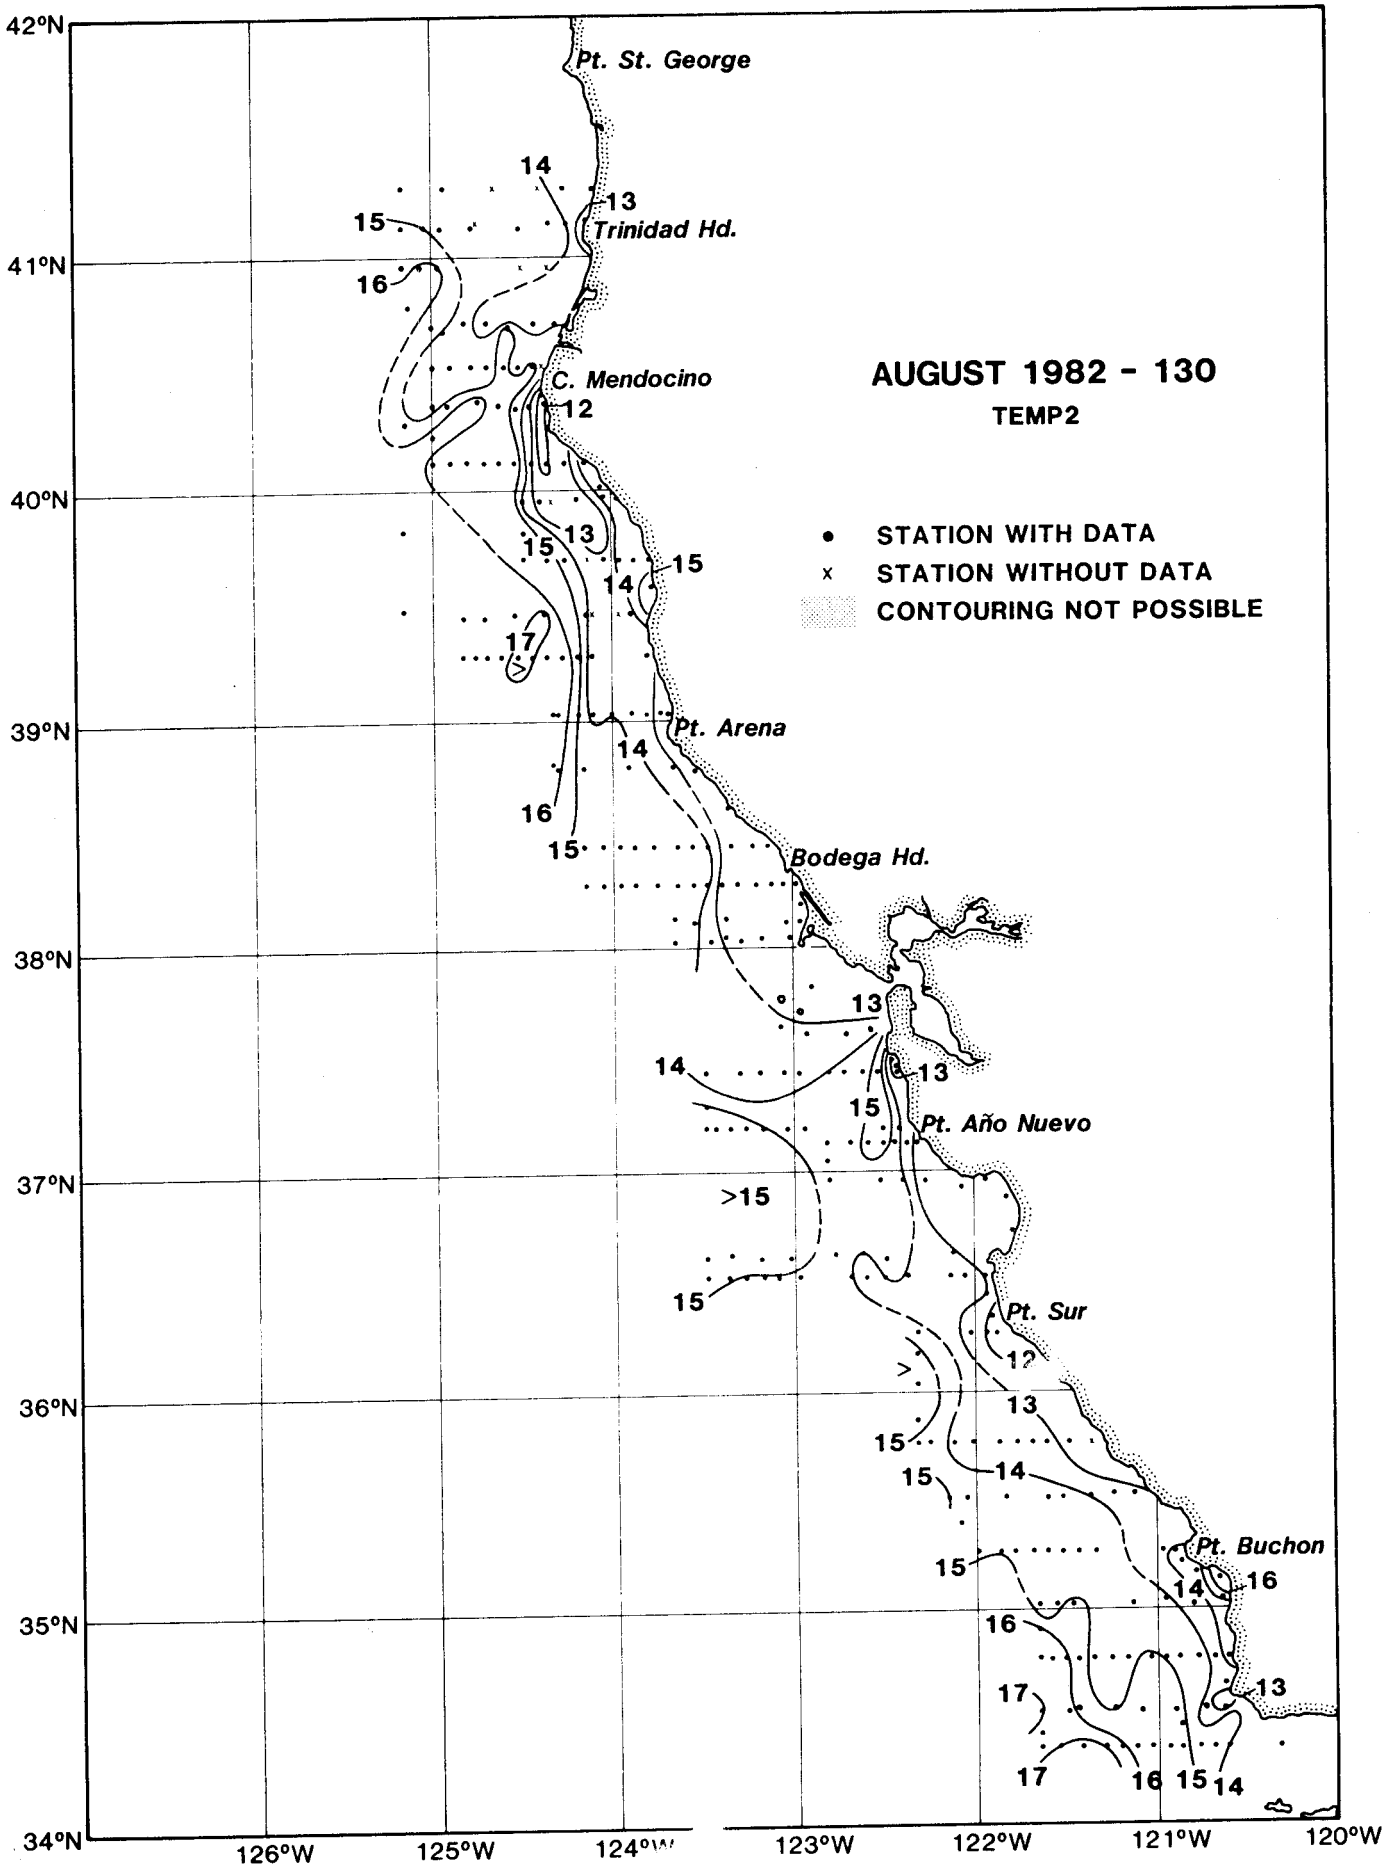 42°N
Pt. St. George
14
13
15
Trinidad Hd.
41°N
16
C. Mendocino
12
AUGUST 1982 - 130
TEMP2
40°N
13
15
• STATION WITH DATA
x STATION WITHOUT DATA
CONTOURING NOT POSSIBLE
15
14
17
>
39°N
Pt. Arena
14
16
15
Bodega Hd.
38°N
13
14
13
15
Pt. Año Nuevo
37°N
>15
15
Pt. Sur
12
>
36°N
13
15
15
14
Pt. Buchon
15
14
16
35°N
16
17
13
17
16
15
14
34°N
126°W
125°W
124°W
123°W
122°W
121°W
120°W